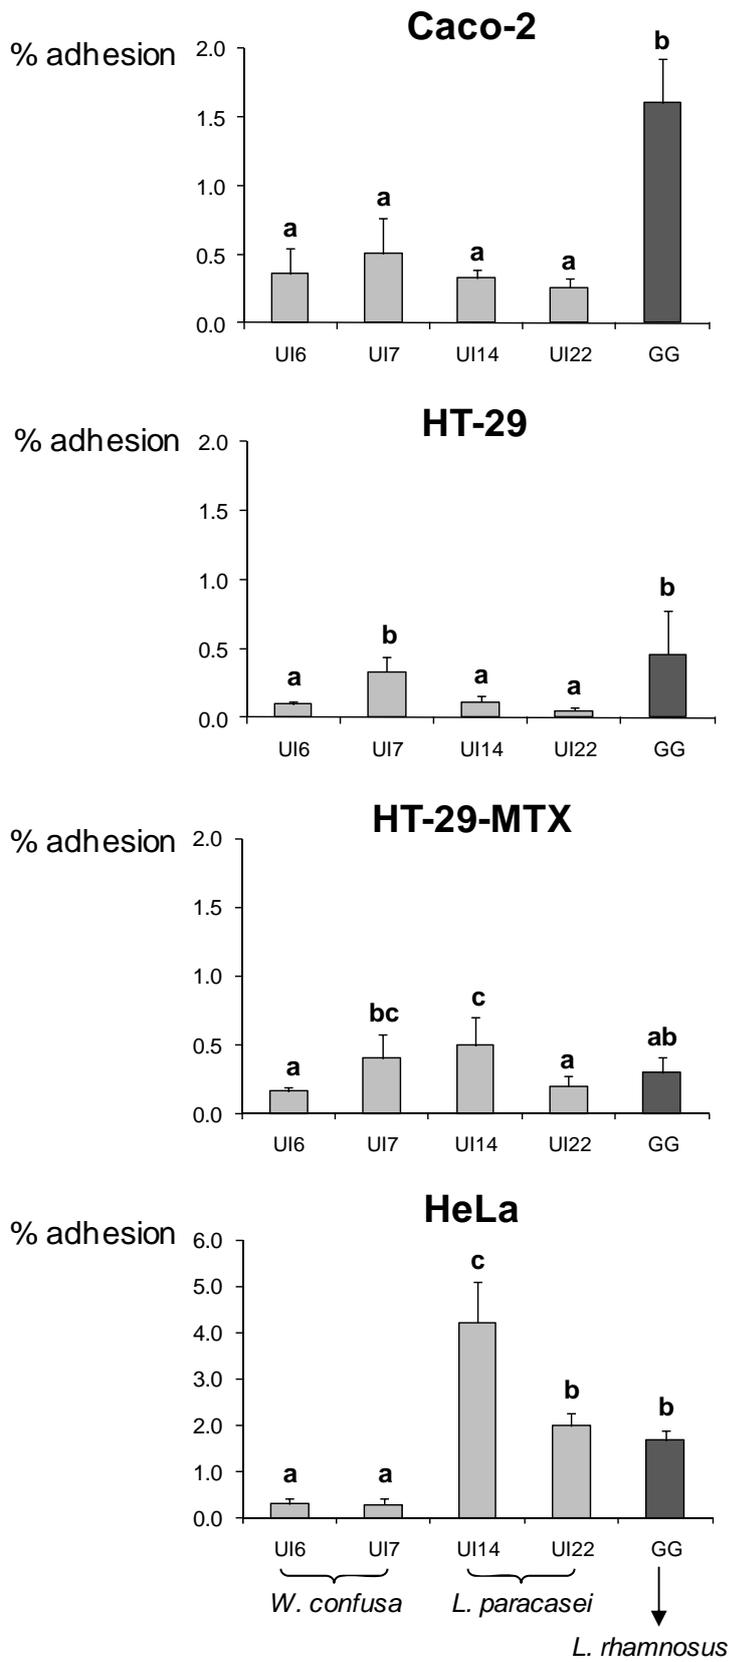 Caco-2
% adhesion
2.0
b
1.5
1.0
a a a a
0.5
0.0
UI6 UI7 UI14 UI22 GG
HT-29
% adhesion
2.0
1.5
1.0
b
b
0.5
a a a
0.0
UI6 UI7 UI14 UI22 GG
HT-29-MTX
% adhesion
2.0
1.5
1.0
a bc c a ab
0.5
0.0
UI6 UI7 UI14 UI22 GG
HeLa
% adhesion
6.0
c
5.0
4.0
3.0
b b
2.0
a a
1.0
0.0
UI6 UI7 UI14 UI22 GG
W. confusa L. paracasei
L. rhamnosus